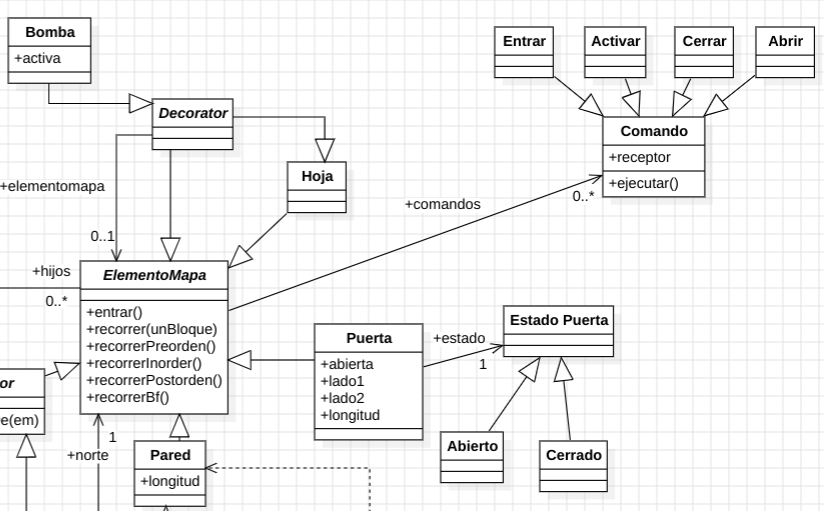 Bomba
+activa
Entrar
Activar
Cerrar
Abrir
Decorator
Comando
+receptor
+ejecutar()
Hoja
+elementomapa
+comandos
0..*
0..1
+hijos
0..*
ElementoMapa
+entrar()
+recorrer(unBloque)
+recorrerPreorden()
+recorrerInorder()
+recorrerPostorden()
+recorrerBf()
Estado Puerta
Puerta
+abierta
+lado1
+lado2
+longitud
+estado
1
or
e(em)
1
+norte
Pared
+longitud
Abierto
Cerrado